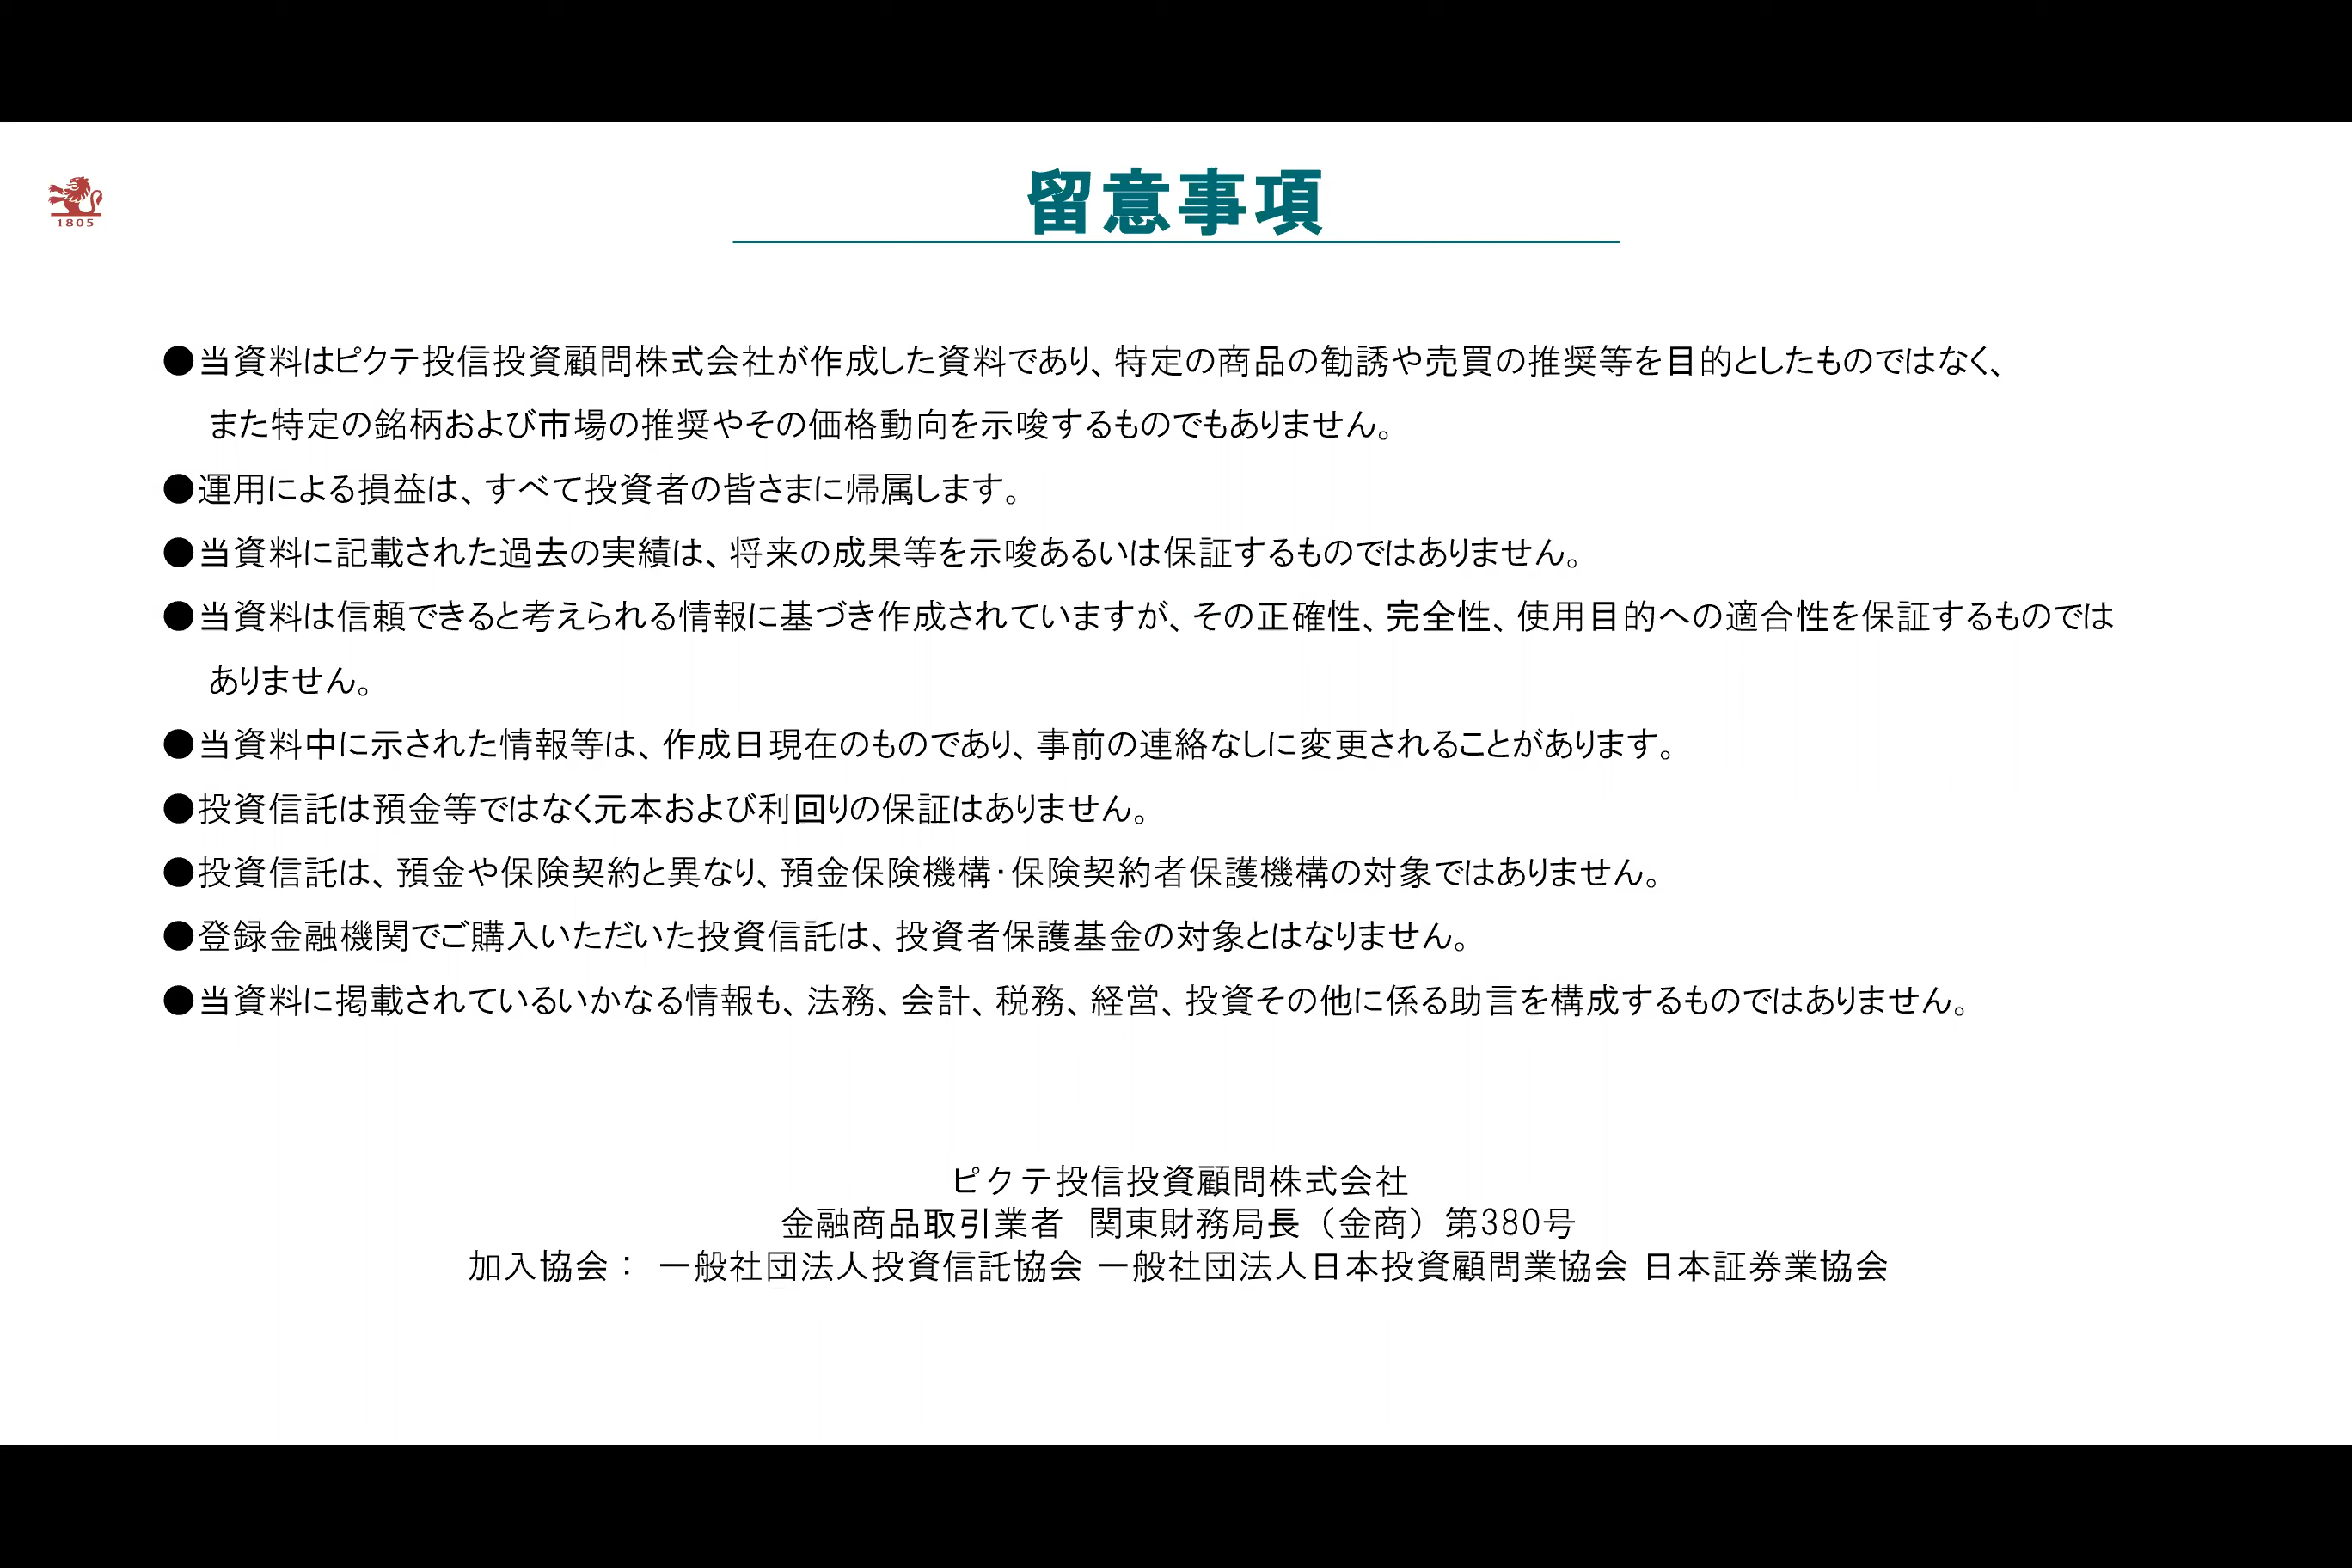 1805
留意事項
●当資料はピクテ投信投資顧問株式会社が作成した資料であり、特定の商品の勧誘や売買の推奨等を目的としたものではなく、
また特定の銘柄および市場の推奨やその価格動向を示唆するものでもありません。
●運用による損益は、すべて投資者の皆さまに帰属します。
●当資料に記載された過去の実績は、将来の成果等を示唆あるいは保証するものではありません。
●当資料は信頼できると考えられる情報に基づき作成されていますが、その正確性、完全性、使用目的への適合性を保証するものでは
ありません。
●当資料中に示された情報等は、作成日現在のものであり、事前の連絡なしに変更されることがあります。
●投資信託は預金等ではなく元本および利回りの保証はありません。
●投資信託は、預金や保険契約と異なり、預金保険機構・保険契約者保護機構の対象ではありません。
●登録金融機関でご購入いただいた投資信託は、投資者保護基金の対象とはなりません。
●当資料に掲載されているいかなる情報も、法務、会計、税務、経営、投資その他に係る助言を構成するものではありません。
ピクテ投信投資顧問株式会社
金融商品取引業者　関東財務局長（金商）第380号
加入協会： 一般社団法人投資信託協会 一般社団法人日本投資顧問業協会 日本証券業協会